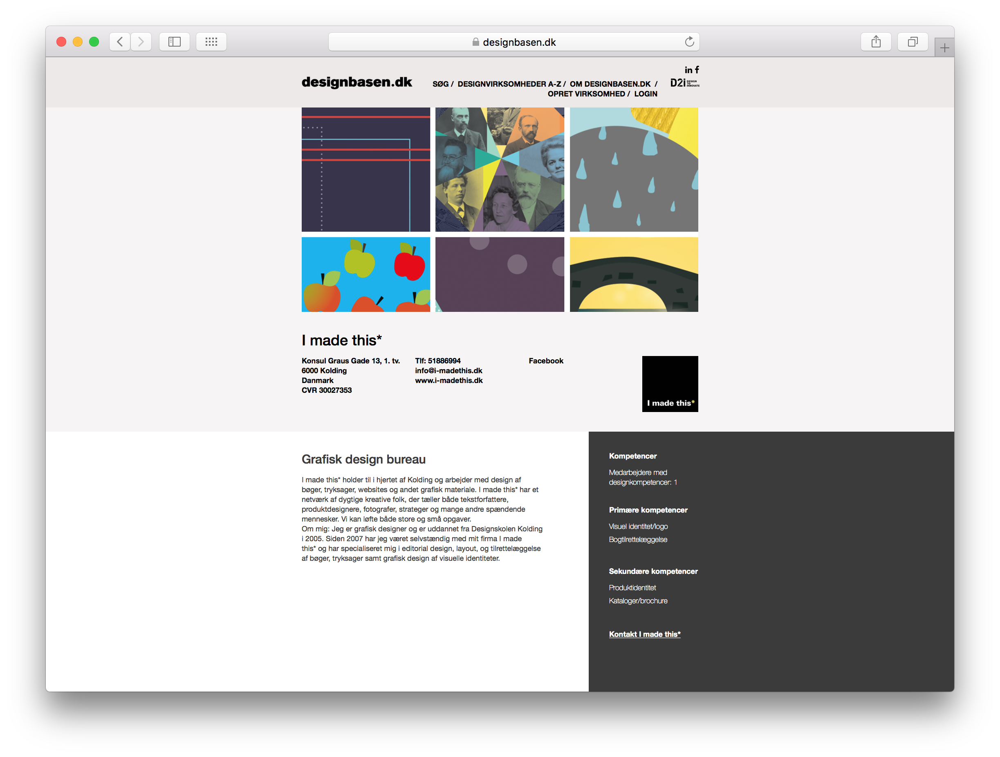 designbasen.dk
in f
designbasen.dk
SØG / DESIGNVIRKSOMHEDER A-Z / OM DESIGNBASEN.DK /
OPRET VIRKSOMHED / LOGIN
D2i DESIGN TO INNOVATE
I made this*
Konsul Graus Gade 13, 1. tv.
6000 Kolding
Danmark
CVR 30027353
Tlf: 51886994
info@i-madethis.dk
www.i-madethis.dk
Facebook
I made this*
Grafisk design bureau
I made this* holder til i hjertet af Kolding og arbejder med design af
bøger, tryksager, websites og andet grafisk materiale. I made this* har et
netværk af dygtige kreative folk, der tæller både tekstforfattere,
produktdesignere, fotografer, strateger og mange andre spændende
mennesker. Vi kan løfte både store og små opgaver.
Om mig: Jeg er grafisk designer og er uddannet fra Designskolen Kolding
i 2005. Siden 2007 har jeg været selvstændig med mit firma I made
this* og har specialiseret mig i editorial design, layout, og tilrettelæggelse
af bøger, tryksager samt grafisk design af visuelle identiteter.
Kompetencer
Medarbejdere med
designkompetencer: 1
Primære kompetencer
Visuel identitet/logo
Bogtilrettelæggelse
Sekundære kompetencer
Produktidentitet
Kataloger/brochure
Kontakt I made this*